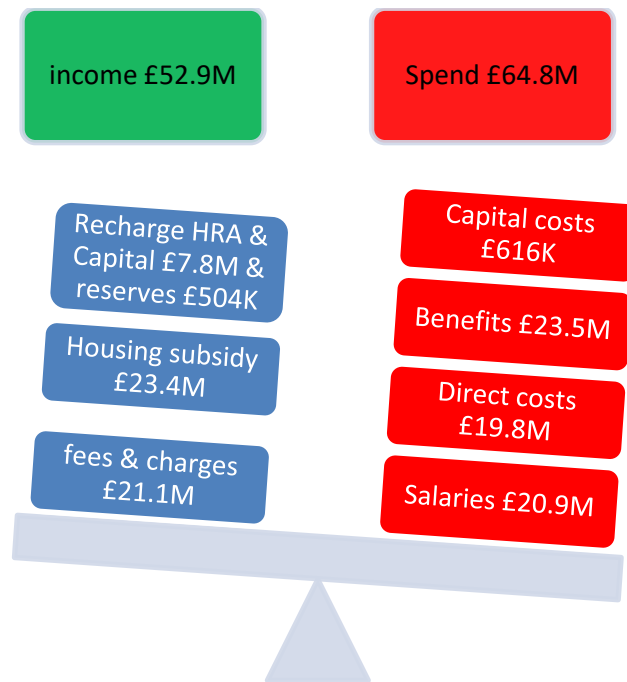 income £52.9M
Spend £64.8M
Recharge HRA &
Capital £7.8M &
reserves £504K
Housing subsidy
£23.4M
fees & charges
£21.1M
Capital costs
£616K
Benefits £23.5M
Direct costs
£19.8M
Salaries £20.9M